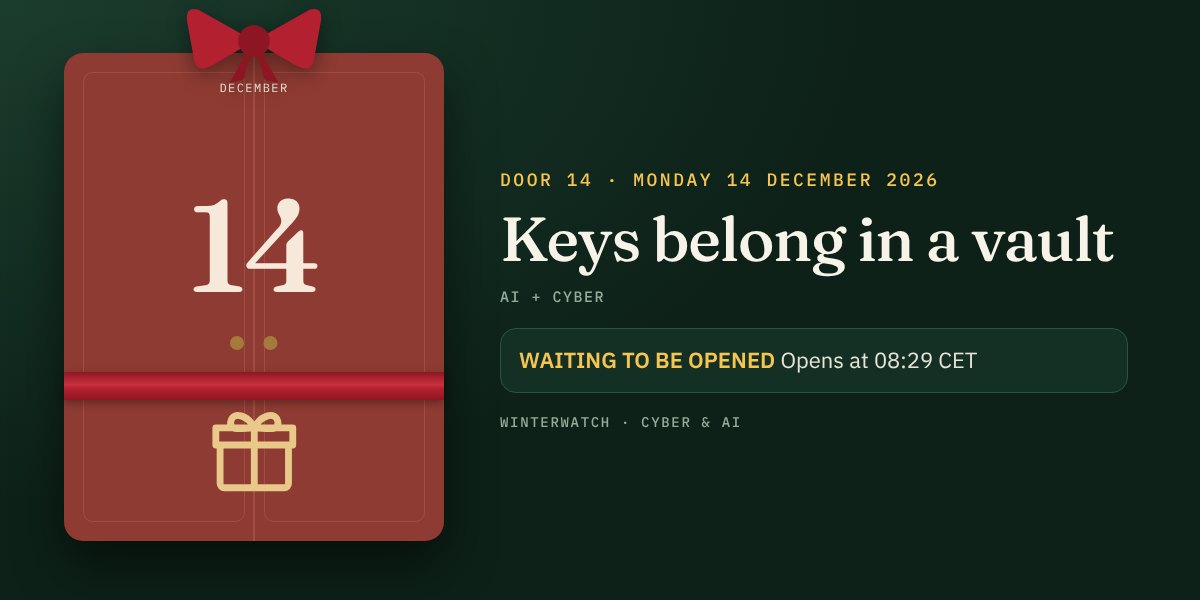 DECEMBER
14
DOOR 14 · MONDAY 14 DECEMBER 2026
Keys belong in a vault
AI + CYBER
WAITING TO BE OPENED Opens at 08:29 CET
WINTERWATCH · CYBER & AI